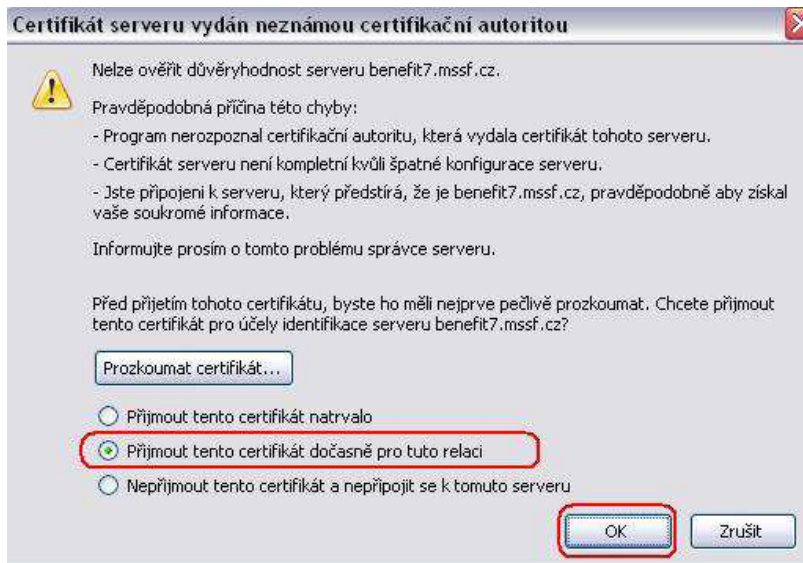 Certifikát serveru vydán neznámou certifikační autoritou
Nelze ověřit důvěryhodnost serveru benefit7.mssf.cz.
Pravděpodobná příčina této chyby:
- Program nerozpoznal certifikační autoritu, která vydala certifikát tohoto serveru.
- Certifikát serveru není kompletní kvůli špatné konfigurace serveru.
- Jste připojeni k serveru, který předstírá, že je benefit7.mssf.cz, pravděpodobně aby získal
vaše soukromé informace.
Informujte prosím o tomto problému správce serveru.
Před přijetím tohoto certifikátu, byste ho měli nejprve pečlivě prozkoumat. Chcete přijmout
tento certifikát pro účely identifikace serveru benefit7.mssf.cz?
Prozkoumat certifikát...
Přijmout tento certifikát natrvalo
Přijmout tento certifikát dočasně pro tuto relaci
Nepřijmout tento certifikát a nepřipojit se k tomuto serveru
OK
Zrušit